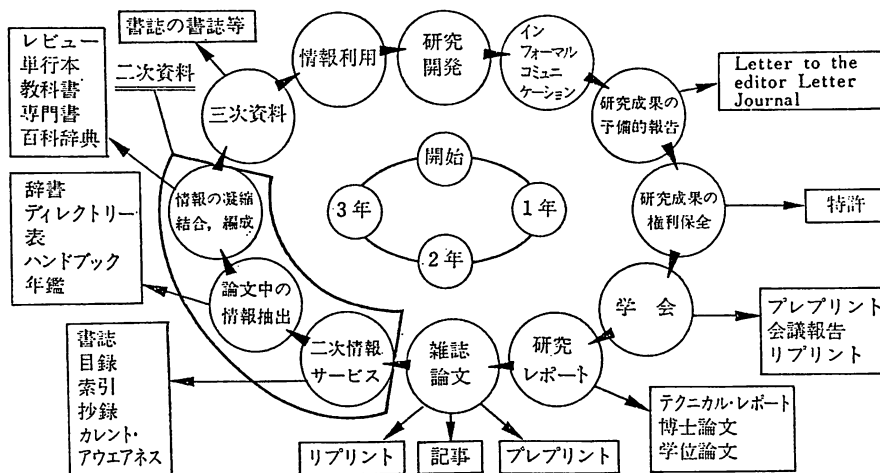 書誌の書誌等
レビュー
単行本
教科書
専門書
百科辞典
二次資料
三次資料
情報利用
研究
開発
イン
フォーマル
コミュニ
ケーション
研究成果の
予備的報告
Letter to the
editor Letter
Journal
研究成果の
権利保全
特許
学会
プレプリント
会議報告
リプリント
研究
レポート
テクニカル・レポート
博士論文
学位論文
雑誌
論文
リプリント
記事
プレプリント
二次情報
サービス
書誌
目録
索引
抄録
カレント・
アウエアネス
論文中の
情報抽出
辞書
ディレクトリー
表
ハンドブック
年鑑
情報の凝縮
結合,編成
開始
1年
2年
3年